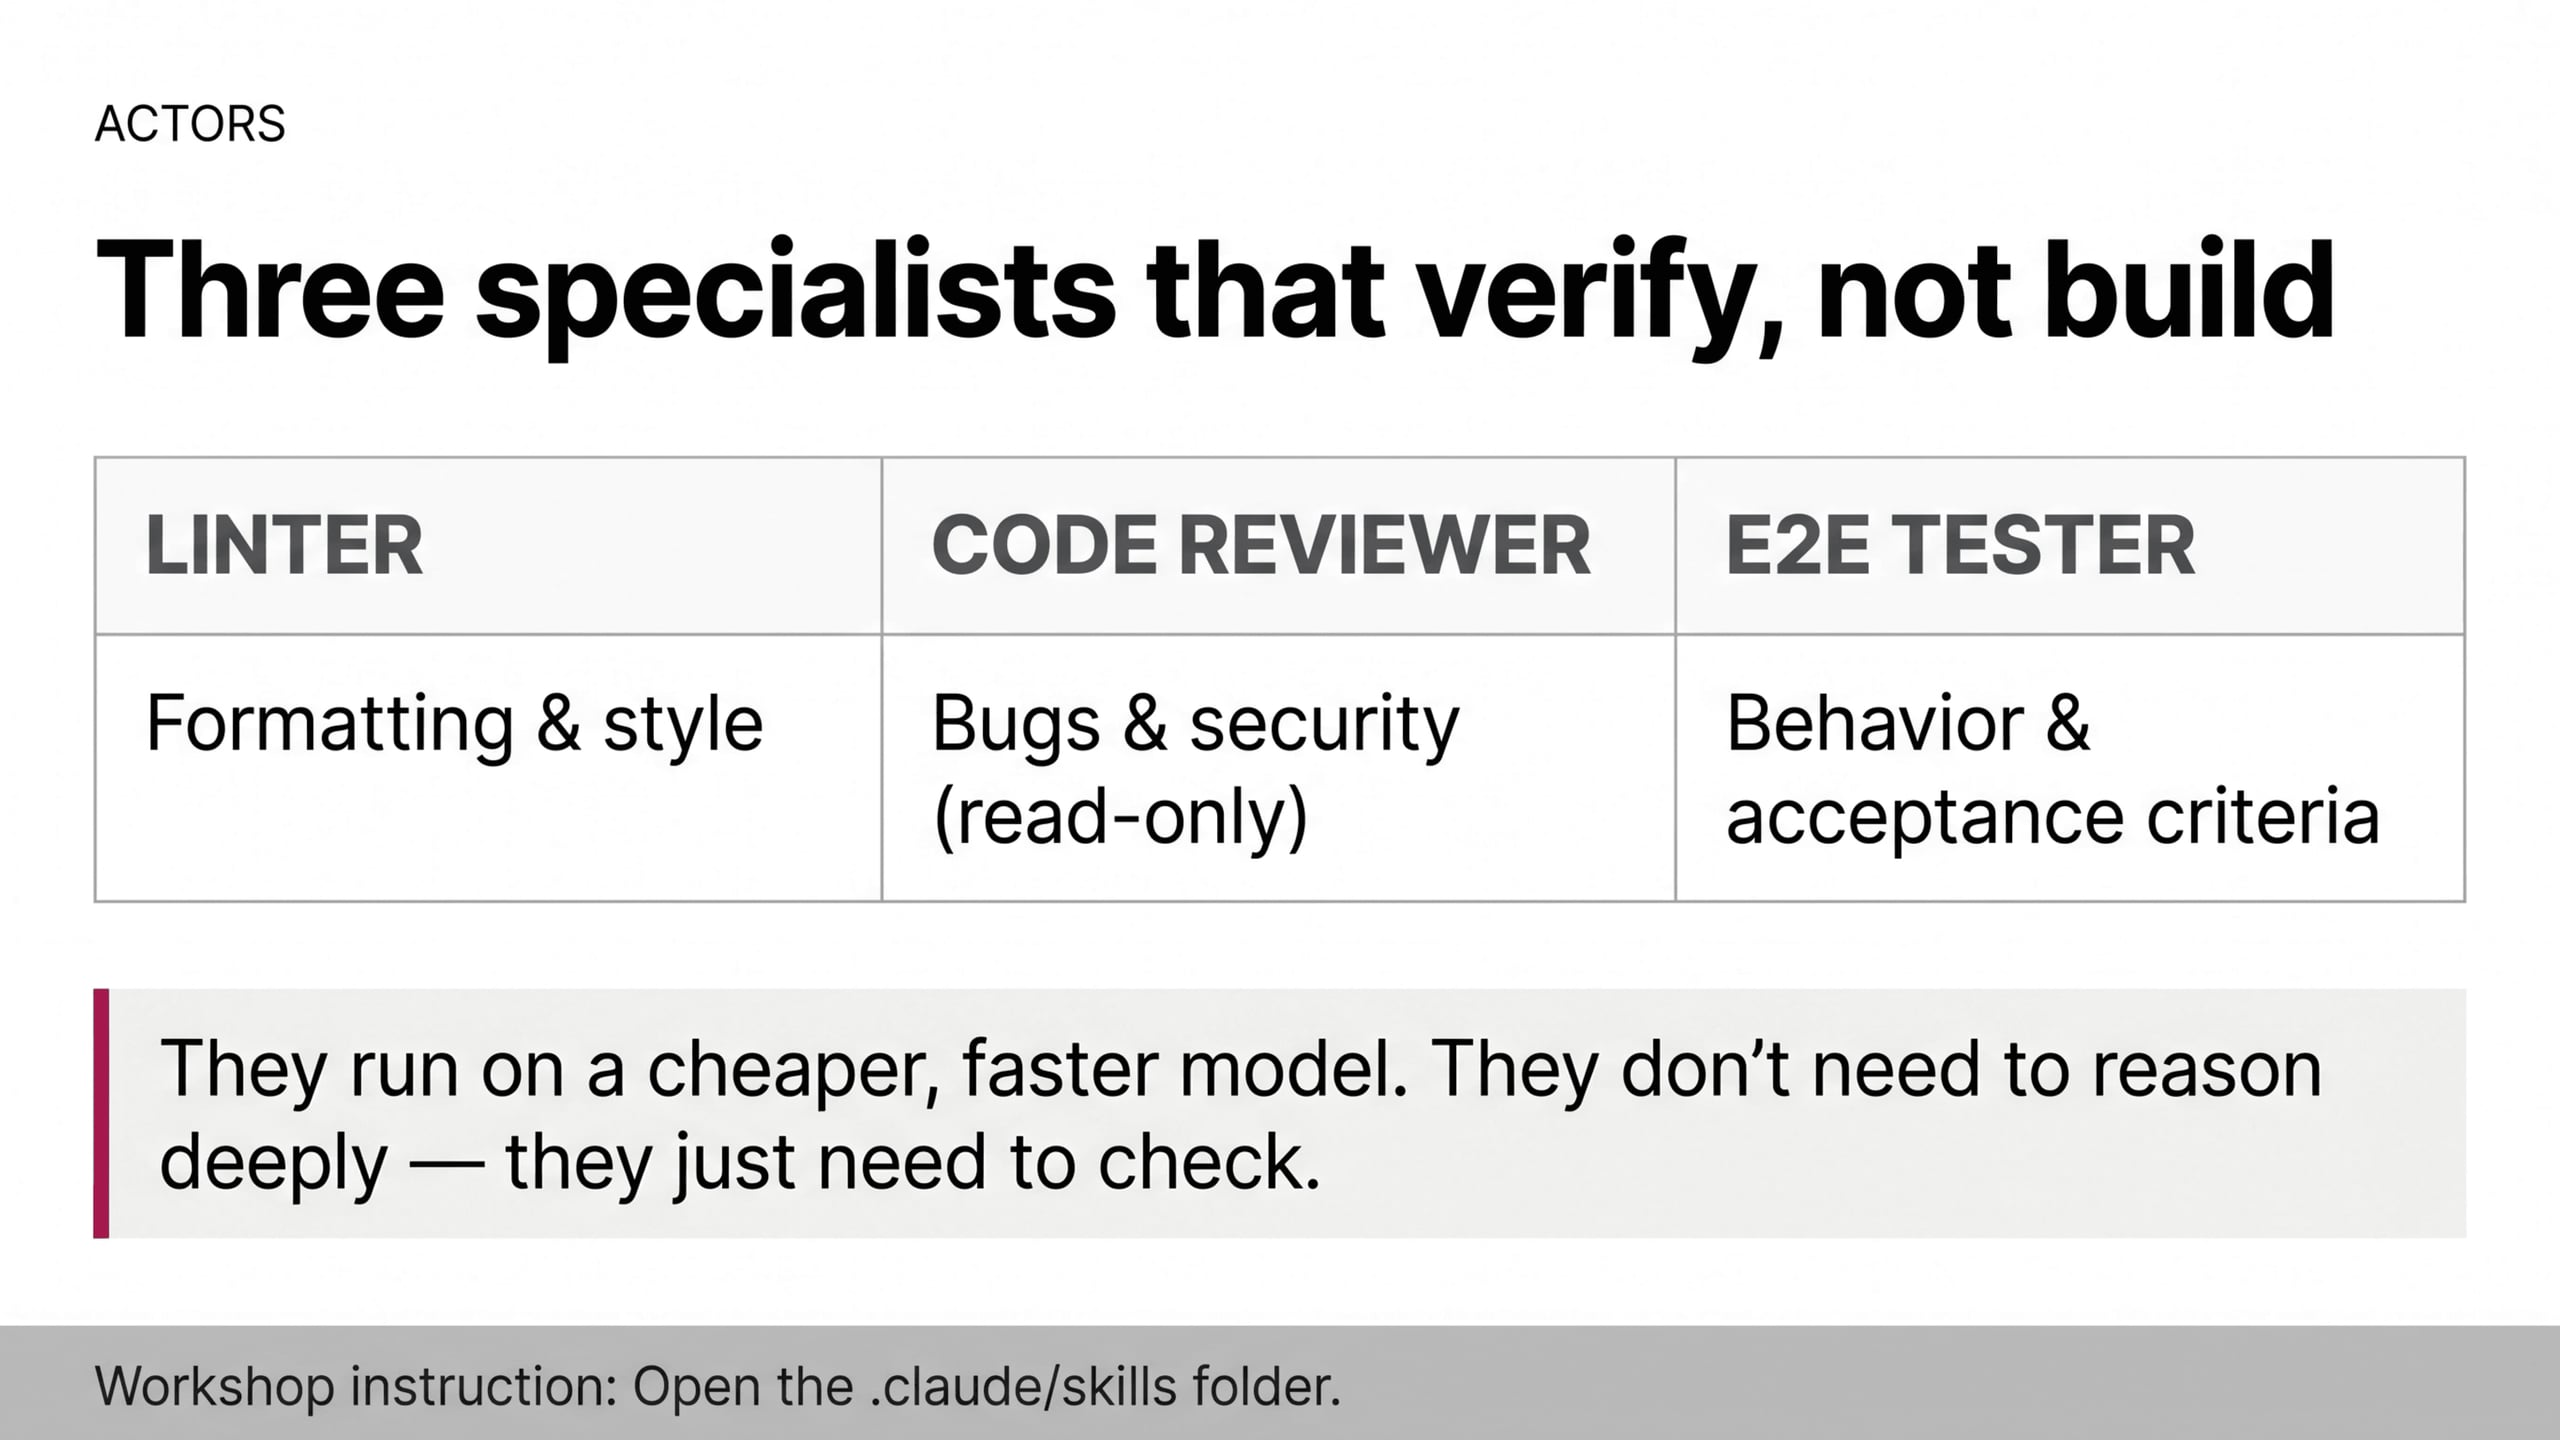 ACTORS
Three specialists that verify, not build
LINTER
CODE REVIEWER
E2E TESTER
Formatting & style
Bugs & security
(read-only)
Behavior &
acceptance criteria
They run on a cheaper, faster model. They don’t need to reason
deeply — they just need to check.
Workshop instruction: Open the .claude/skills folder.